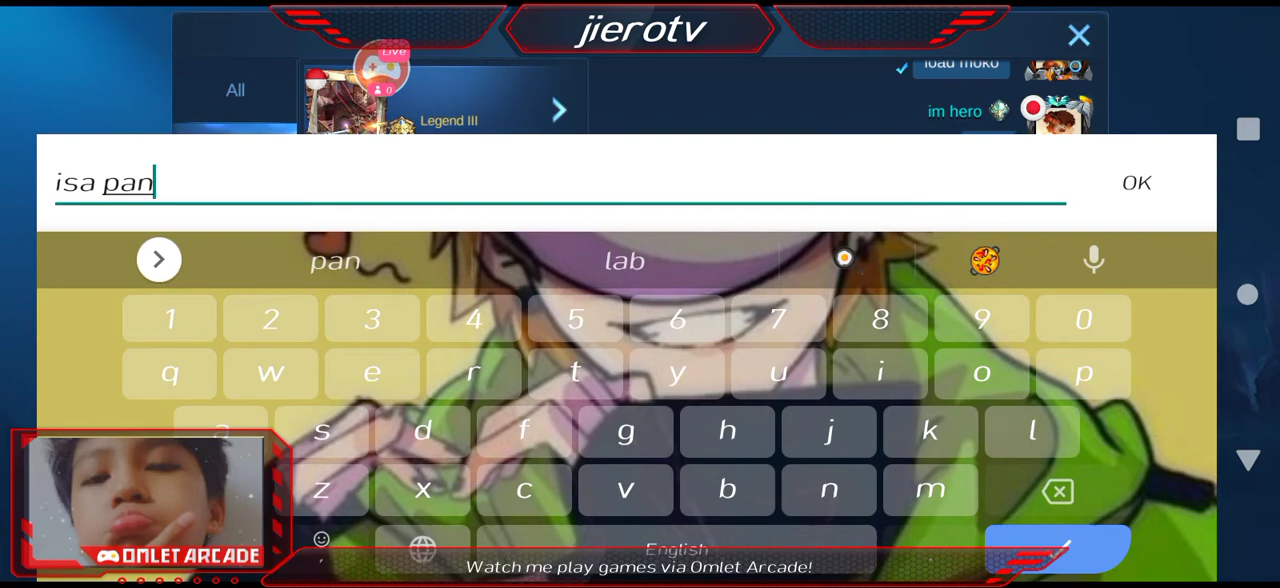 jierotv
Live
load moko
All
0
Legend III
im hero
isa pan
OK
pan
lab
1 2 3 4 5 6 7 8 9 0
q w e r t y u i o p
a s d f g h j k l
z x c v b n m
, English .
OMLET ARCADE
Watch me play games via Omlet Arcade!